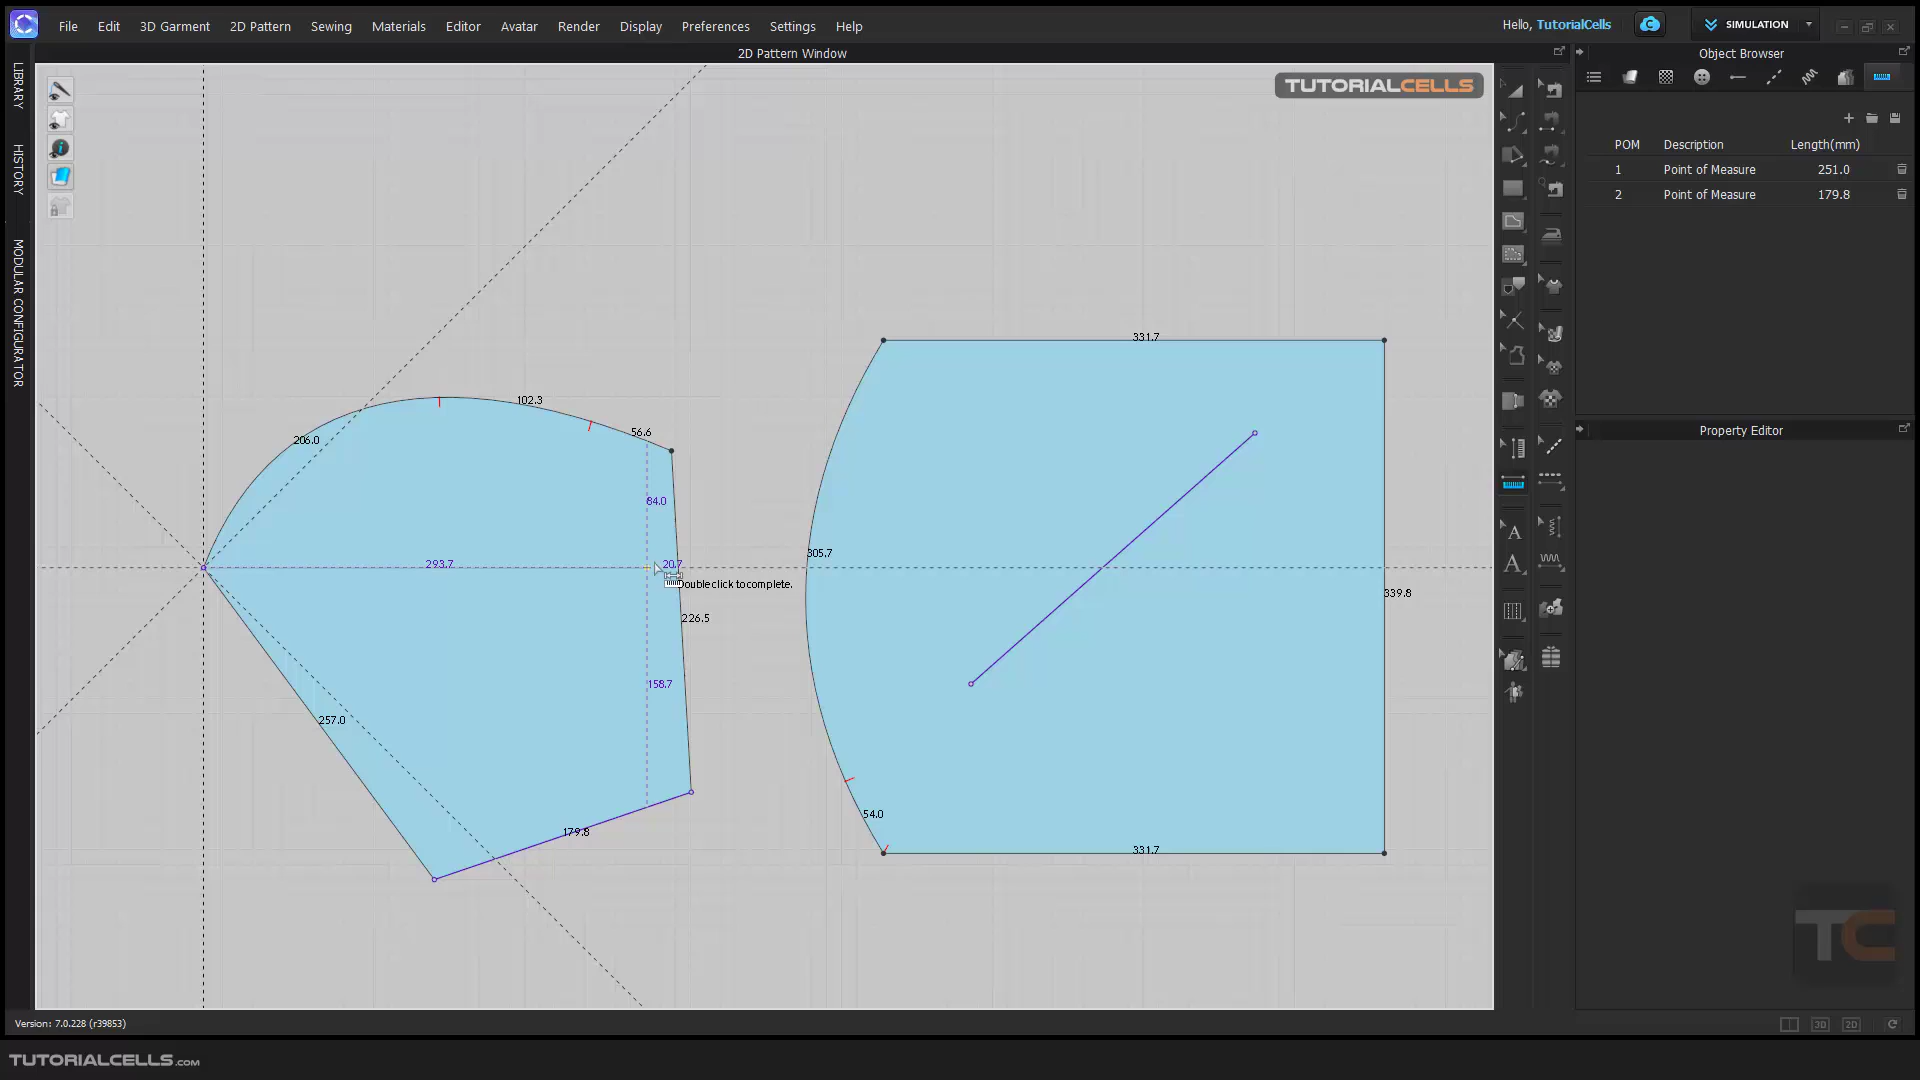 File Edit 3D Garment 2D Pattern Sewing Materials Editor Avatar Render Display Preferences Settings Help
Hello, TutorialCells
SIMULATION
2D Pattern Window
Object Browser
LIBRARY
HISTORY
MODULAR CONFIGURATOR
TUTORIALCELLS
POM Description Length(mm)
1 Point of Measure 251.0
2 Point of Measure 179.8
Property Editor
331.7
102.3
56.6
206.0
84.0
305.7
293.7
20.7
Double click to complete.
339.8
226.5
158.7
257.0
54.0
179.8
331.7
A
A
TC
Version: 7.0.228 (r39853)
3D
2D
TUTORIALCELLS.COM